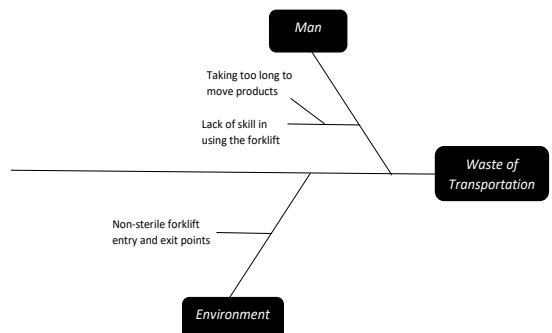 Man
Taking too long to
move products
Lack of skill in
using the forklift
Waste of
Transportation
Non-sterile forklift
entry and exit points
Environment